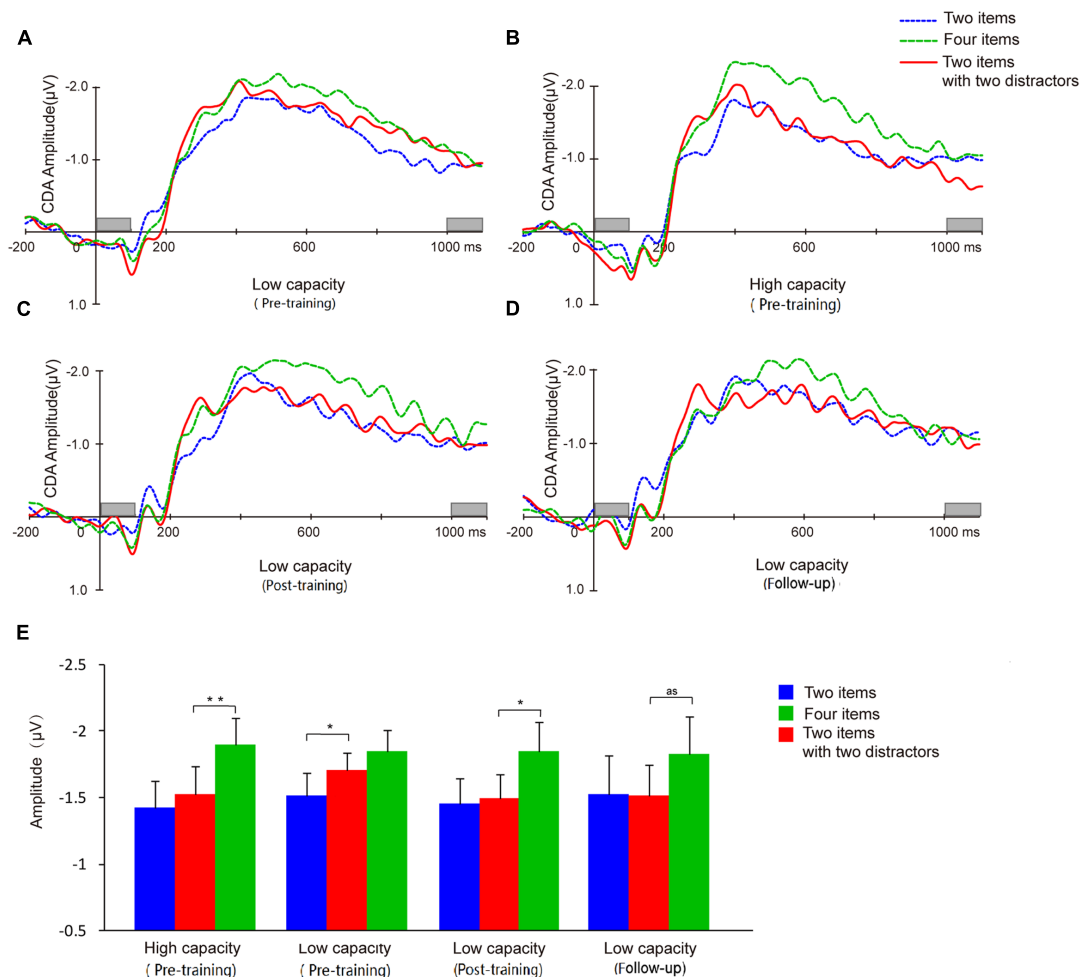 A
B
Two items
Four items
Two items
with two distractors
CDA Amplitude(μV)
-2.0
-1.0
1.0
-200
0
200
600
1000 ms
Low capacity
( Pre-training)
CDA Amplitude(μV)
-2.0
-1.0
1.0
-200
0
200
600
1000 ms
High capacity
(Pre-training)
C
D
CDA Amplitude(μV)
-2.0
-1.0
1.0
-200
0
200
600
1000 ms
Low capacity
(Post-training)
CDA Amplitude(μV)
-2.0
-1.0
1.0
-200
0
200
600
1000 ms
Low capacity
(Follow-up)
E
Amplitude (μV)
-2.5
-2
-1.5
-1
-0.5
* *
*
*
as
Two items
Four items
Two items
with two distractors
High capacity
( Pre-training)
Low capacity
( Pre-training)
Low capacity
(Post-training)
Low capacity
(Follow-up)